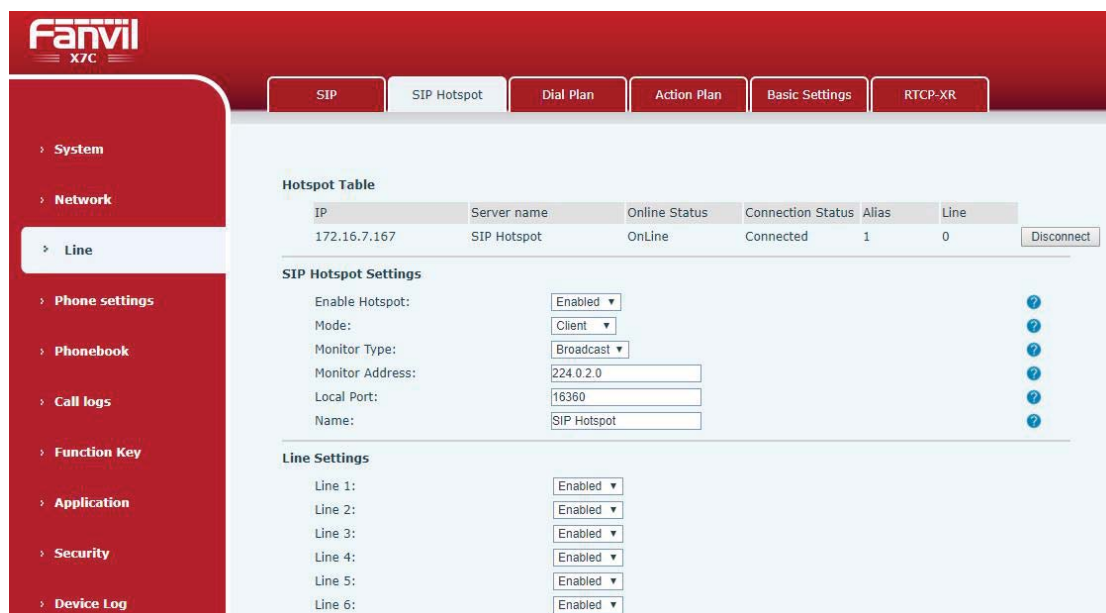 Fanvil
X7C
SIP
SIP Hotspot
Dial Plan
Action Plan
Basic Settings
RTCP-XR
› System
› Network
› Line
› Phone settings
› Phonebook
› Call logs
› Function Key
› Application
› Security
› Device Log
Hotspot Table
IP Server name Online Status Connection Status Alias Line
172.16.7.167 SIP Hotspot OnLine Connected 1 0 Disconnect
SIP Hotspot Settings
Enable Hotspot: Enabled ▼ ?
Mode: Client ▼ ?
Monitor Type: Broadcast ▼ ?
Monitor Address: 224.0.2.0 ?
Local Port: 16360 ?
Name: SIP Hotspot ?
Line Settings
Line 1: Enabled ▼
Line 2: Enabled ▼
Line 3: Enabled ▼
Line 4: Enabled ▼
Line 5: Enabled ▼
Line 6: Enabled ▼